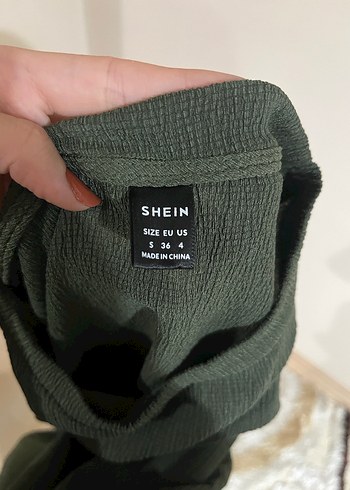 SHEIN
SIZE EU US
S 36 4
MADE IN CHINA